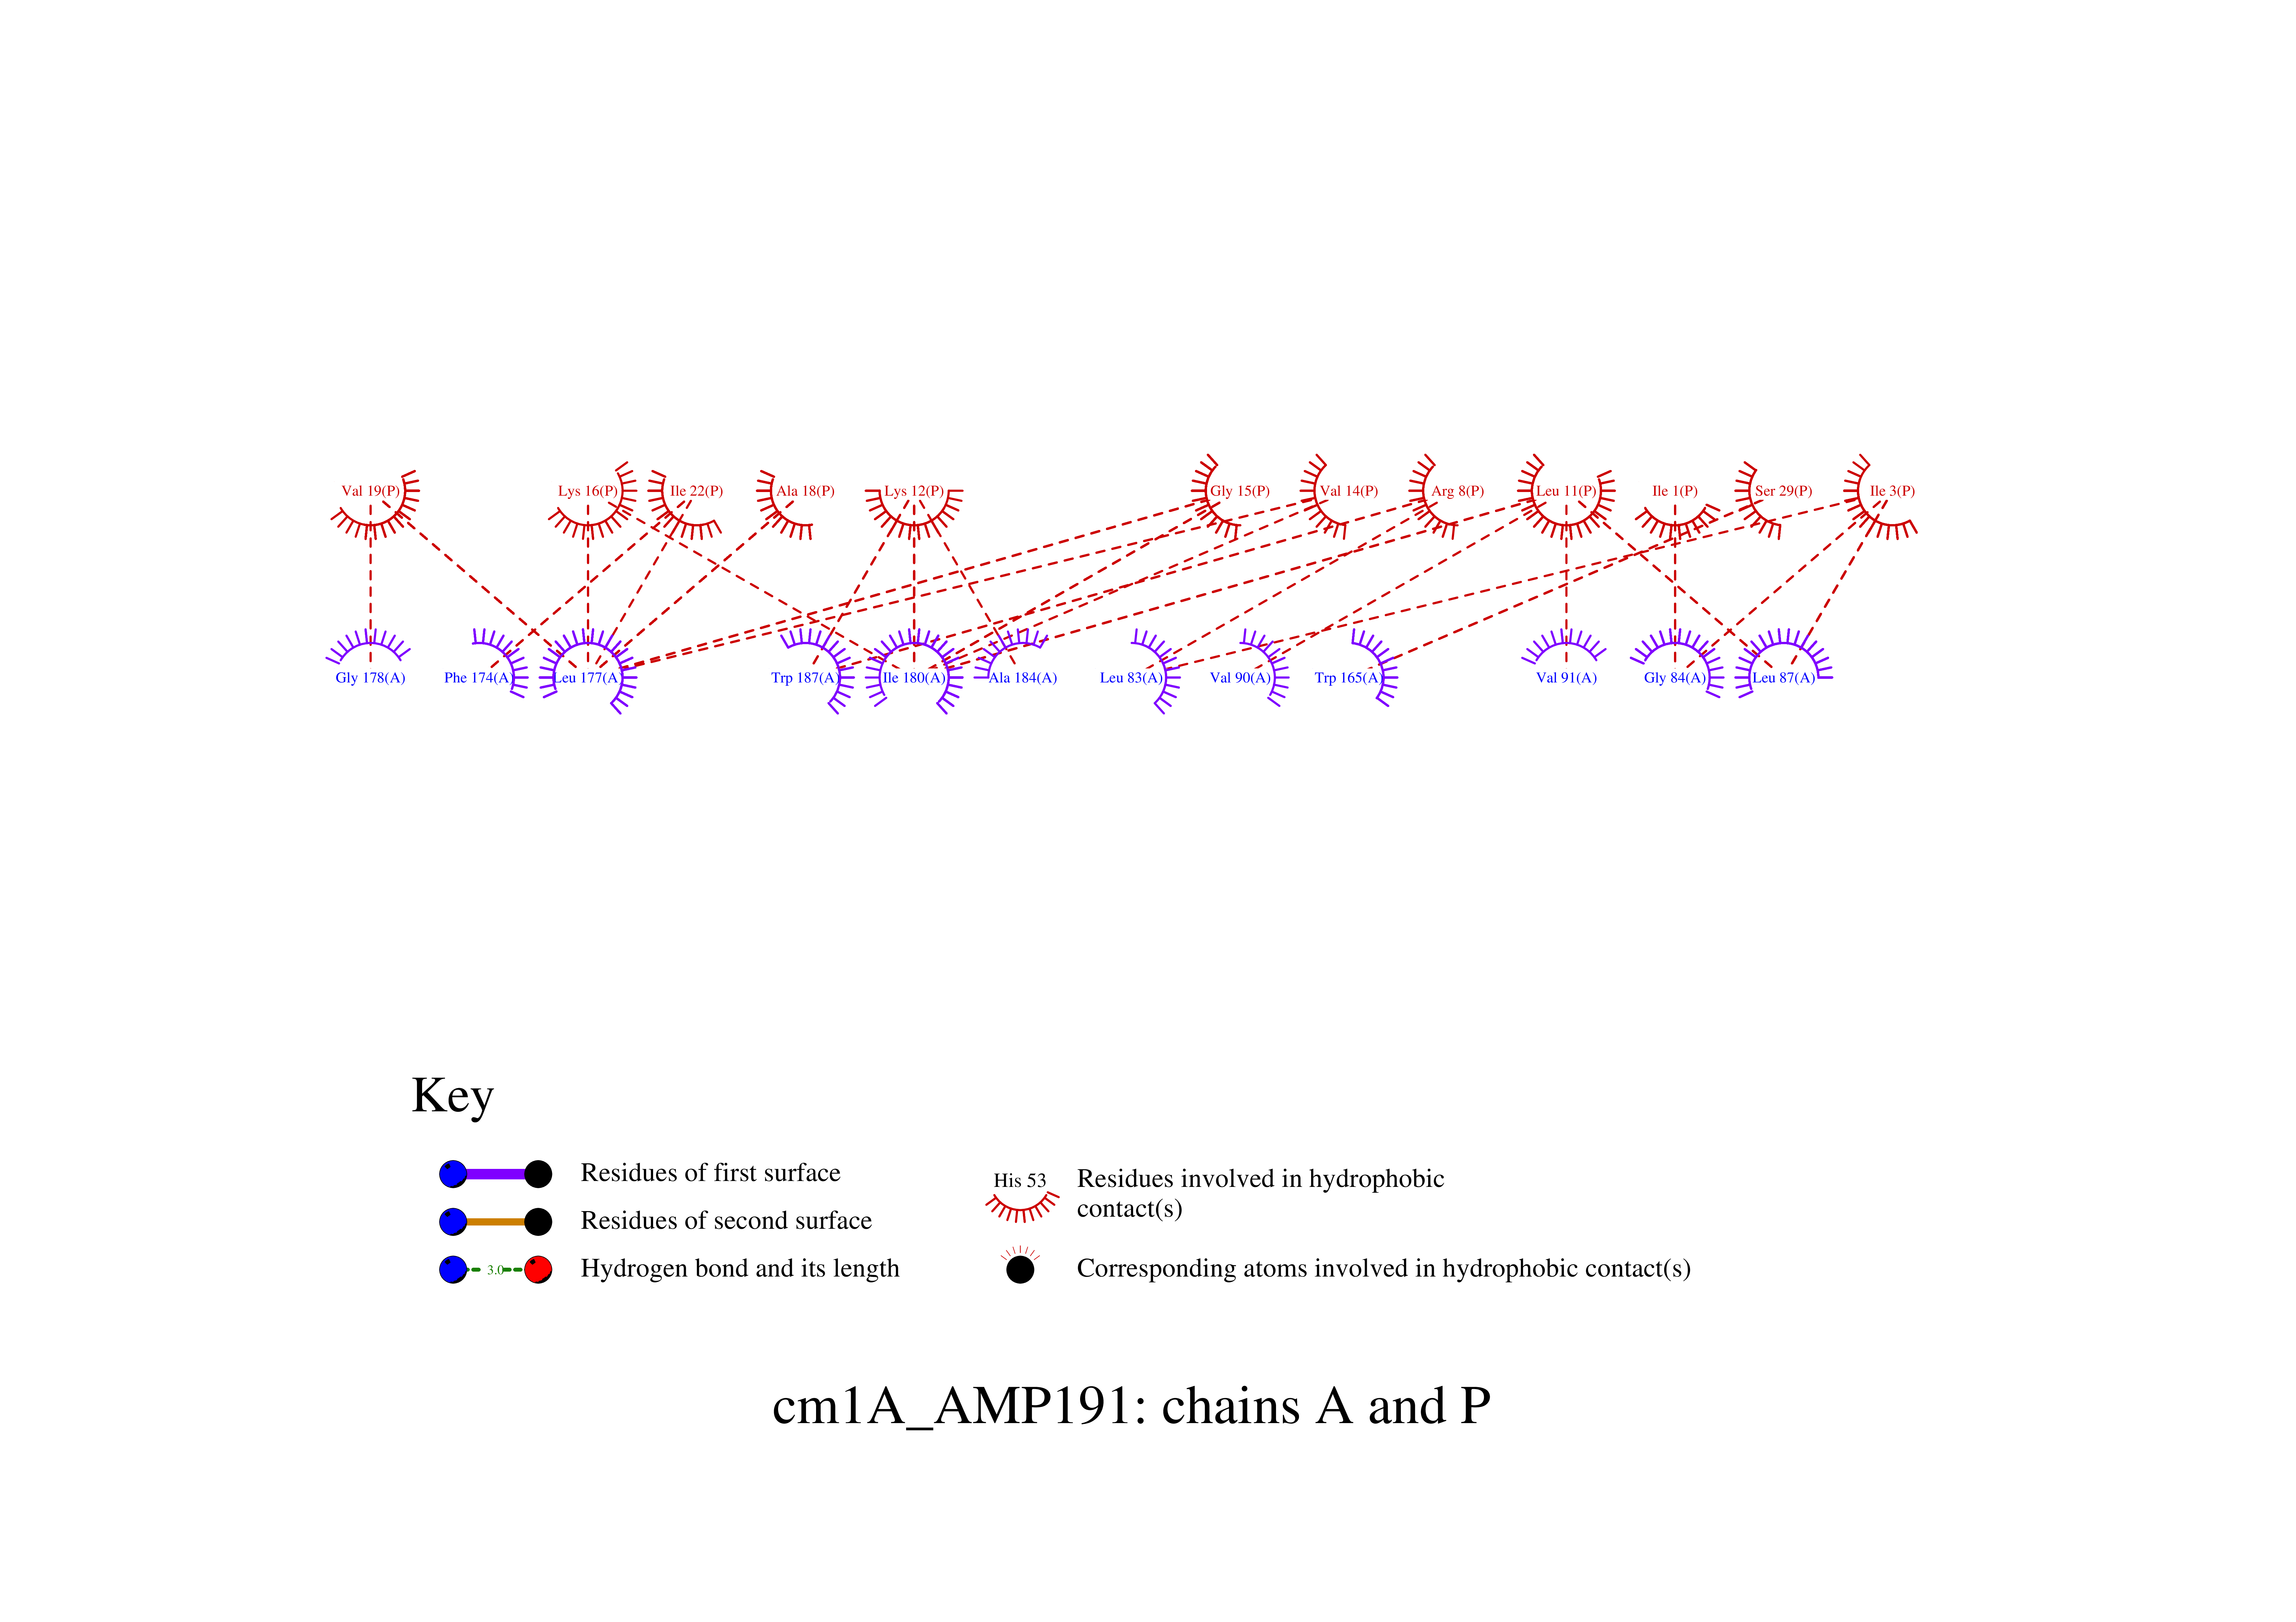 Val 19(P) Lys 16(P) Ile 22(P) Ala 18(P) Lys 12(P) Gly 15(P) Val 14(P) Arg 8(P) Leu 11(P) Ile 1(P) Ser 29(P) Ile 3(P)
Gly 178(A) Phe 174(A) Leu 177(A) Trp 187(A) Ile 180(A) Ala 184(A) Leu 83(A) Val 90(A) Trp 165(A) Val 91(A) Gly 84(A) Leu 87(A)
Key
Residues of first surface
Residues of second surface
3.0 Hydrogen bond and its length
His 53 Residues involved in hydrophobic
contact(s)
Corresponding atoms involved in hydrophobic contact(s)
cm1A_AMP191: chains A and P